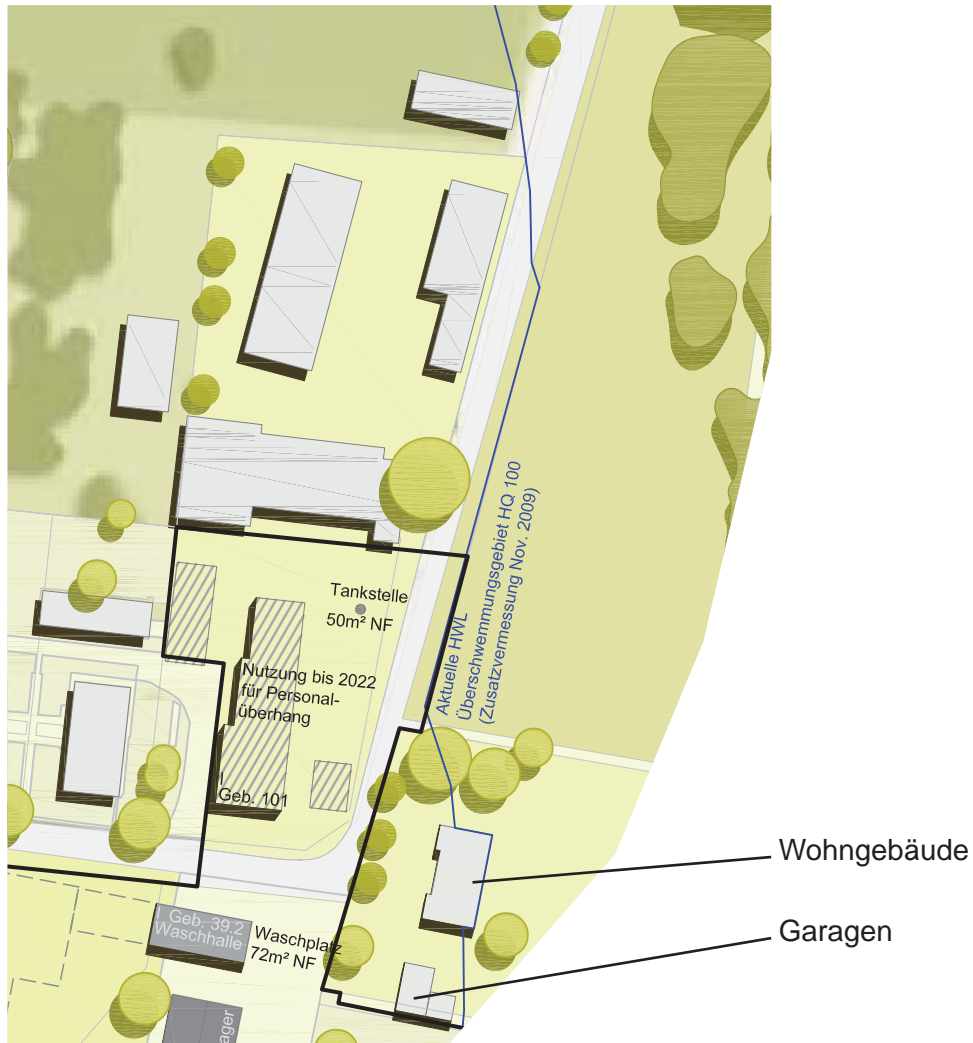 Aktuelle HWL
Überschwemmungsgebiet HQ 100
(Zusatzvermessung Nov. 2009)
Tankstelle
50m² NF
Nutzung bis 2022
für Personal-
überhang
I
Geb. 101
Wohngebäude
I Geb. 39.2
Waschhalle
Waschplatz
72m² NF
Garagen
ager